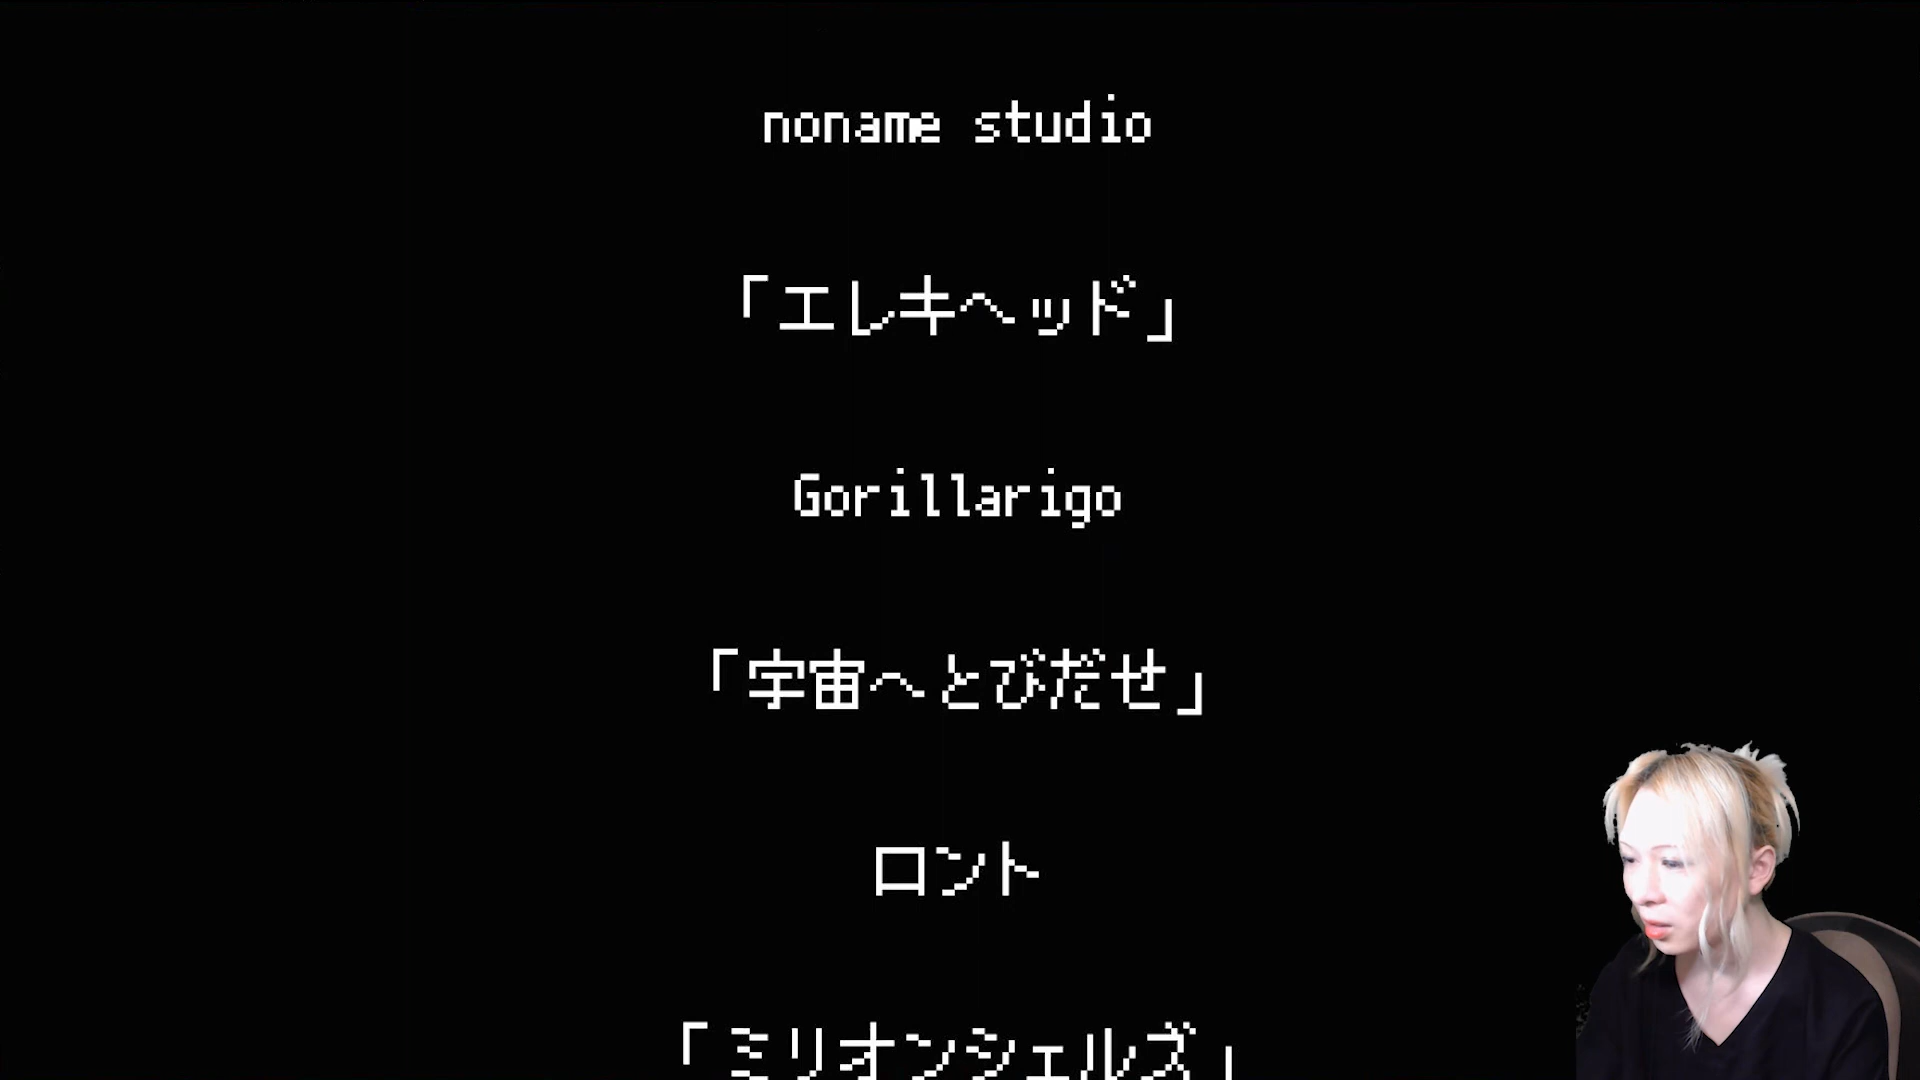 noname studio
「エレキヘッド」
Gorillarigo
「宇宙へとびだせ」
ロント
「ミリオンシェルズ」